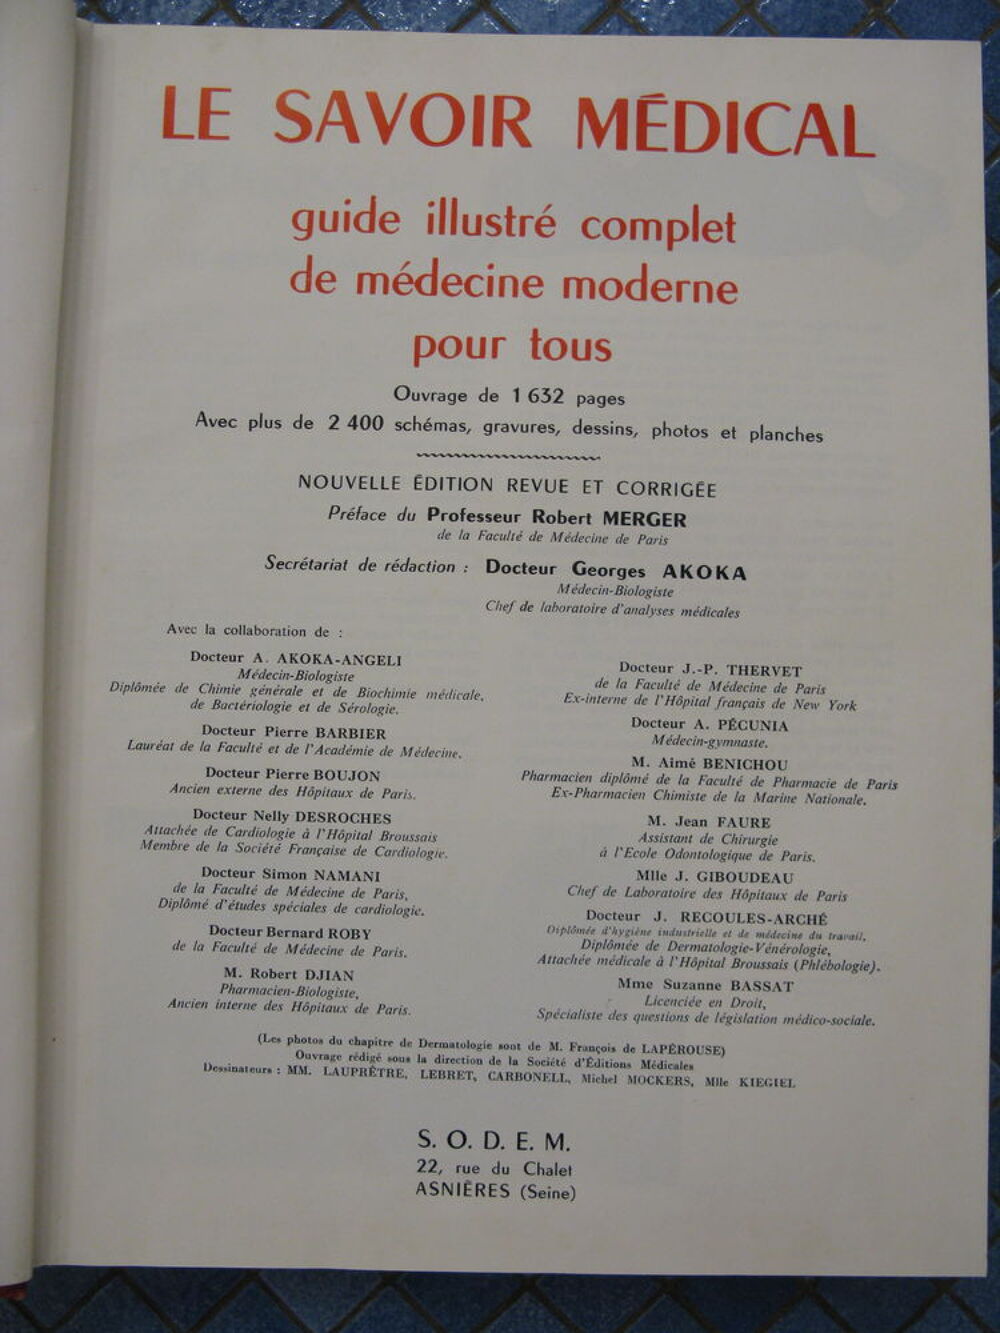 LE SAVOIR MÉDICAL
guide illustré complet
de médecine moderne
pour tous
Ouvrage de 1 632 pages
Avec plus de 2 400 schémas, gravures, dessins, photos et planches
NOUVELLE ÉDITION REVUE ET CORRIGÉE
Préface du Professeur Robert MERGER
de la Faculté de Médecine de Paris
Secrétariat de rédaction : Docteur Georges AKOKA
Médecin-Biologiste
Chef de laboratoire d'analyses médicales
Avec la collaboration de :
Docteur A. AKOKA-ANGELI
Médecin-Biologiste
Diplômée de Chimie générale et de Biochimie médicale.
de Bactériologie et de Sérologie.
Docteur Pierre BARBIER
Lauréat de la Faculté et de l'Académie de Médecine.
Docteur Pierre BOUJON
Ancien externe des Hôpitaux de Paris.
Docteur Nelly DESROCHES
Attachée de Cardiologie à l'Hôpital Broussais
Membre de la Société Française de Cardiologie.
Docteur Simon NAMANI
de la Faculté de Médecine de Paris,
Diplômé d'études spéciales de cardiologie.
Docteur Bernard ROBY
de la Faculté de Médecine de Paris.
M. Robert DJIAN
Pharmacien-Biologiste,
Ancien interne des Hôpitaux de Paris.
Docteur J.-P. THERVET
de la Faculté de Médecine de Paris
Ex-interne de l'Hôpital français de New York
Docteur A. PÉCUNIA
Médecin-gymnaste.
M. Aimé BENICHOU
Pharmacien diplômé de la Faculté de Pharmacie de Paris
Ex-Pharmacien Chimiste de la Marine Nationale.
M. Jean FAURE
Assistant de Chirurgie
à l'Ecole Odontologique de Paris.
Mlle J. GIBOUDEAU
Chef de Laboratoire des Hôpitaux de Paris
Docteur J. RECOULES-ARCHÉ
Diplômée d'hygiène industrielle et de médecine du travail,
Diplômée de Dermatologie-Vénérologie,
Attachée médicale à l'Hôpital Broussais (Phlébologie).
Mme Suzanne BASSAT
Licenciée en Droit,
Spécialiste des questions de législation médico-sociale.
(Les photos du chapitre de Dermatologie sont de M. François de LAPÉROUSE)
Ouvrage rédigé sous la direction de la Société d'Éditions Médicales
Dessinateurs : MM. LAUPRÊTRE, LEBRET, CARBONELL, Michel MOCKERS, Mlle KIEGIEL
S. O. D. E. M.
22, rue du Chalet
ASNIÈRES (Seine)